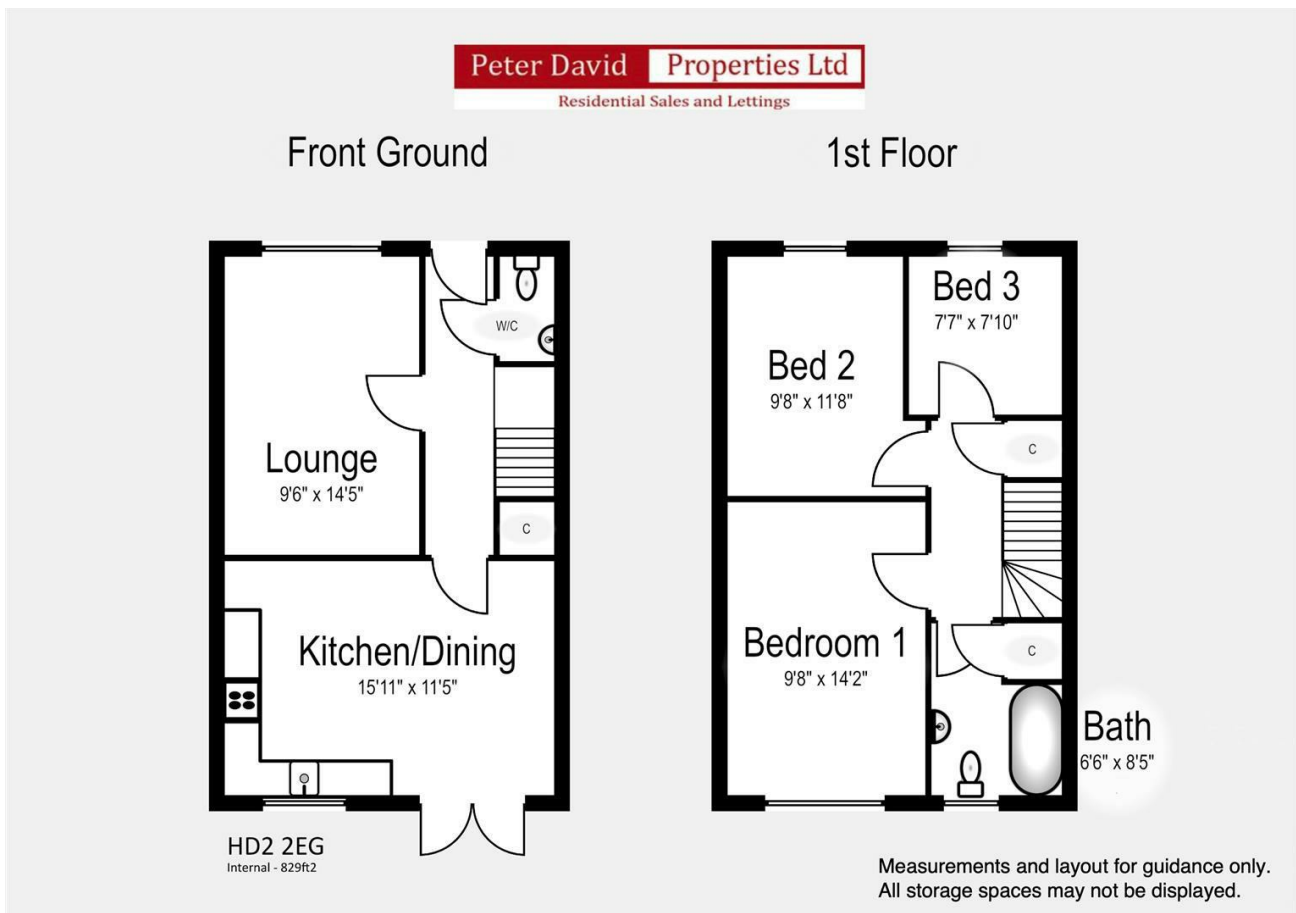 Peter David Properties Ltd
Residential Sales and Lettings
Front Ground
1st Floor
W/C
Lounge
9'6" x 14'5"
C
Kitchen/Dining
15'11" x 11'5"
HD2 2EG
Internal - 829ft2
Bed 3
7'7" x 7'10"
Bed 2
9'8" x 11'8"
C
Bedroom 1
9'8" x 14'2"
C
Bath
6'6" x 8'5"
Measurements and layout for guidance only.
All storage spaces may not be displayed.